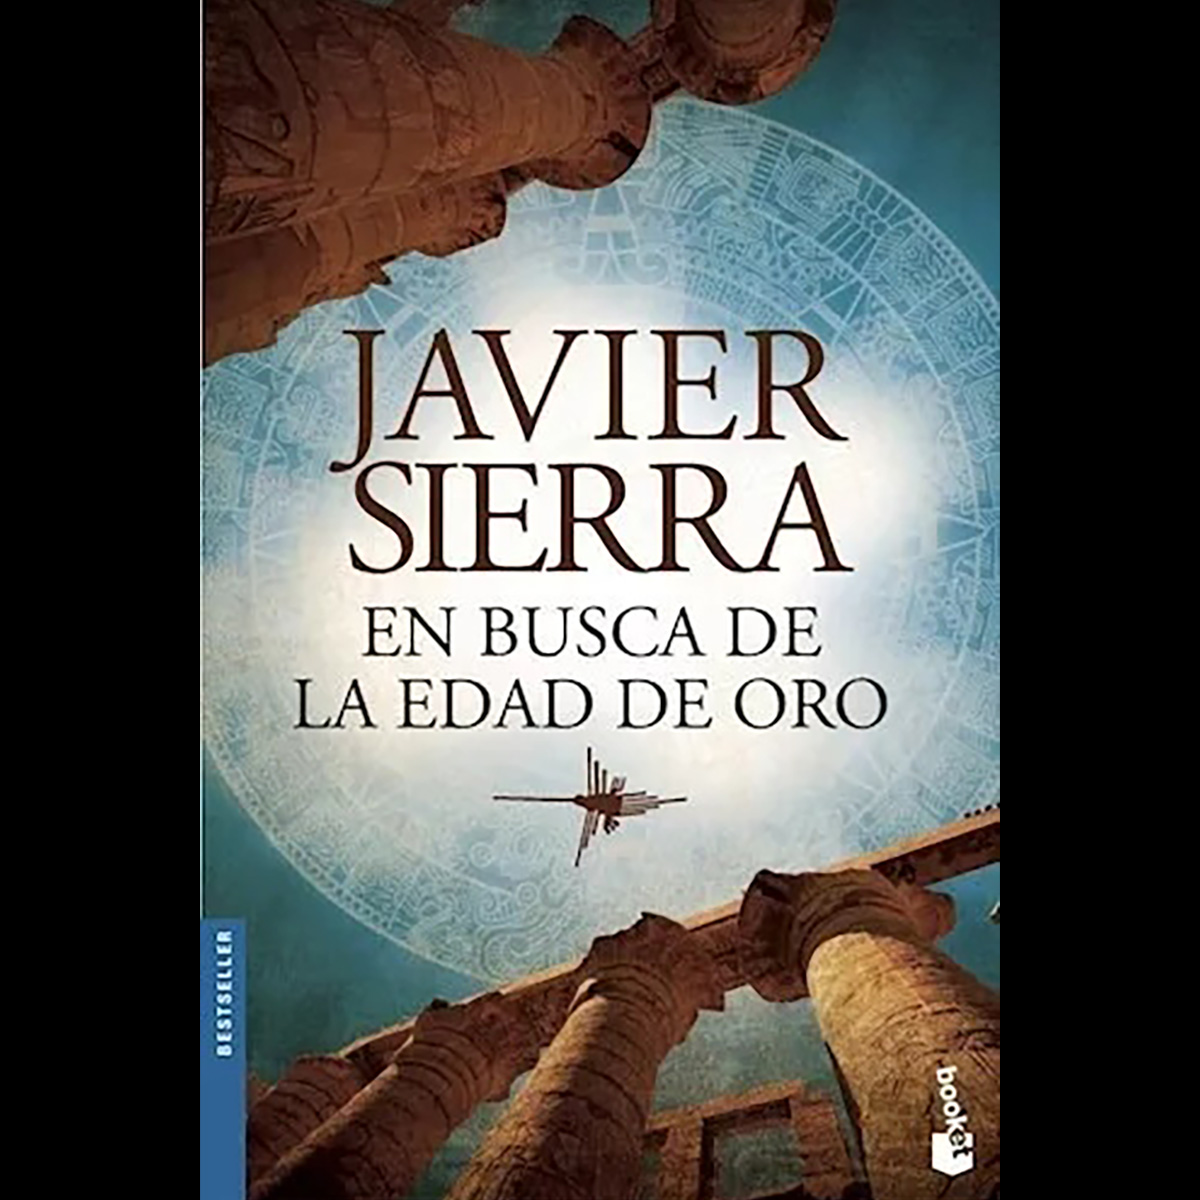 JAVIER
SIERRA
EN BUSCA DE
LA EDAD DE ORO
BESTSELLER
booket